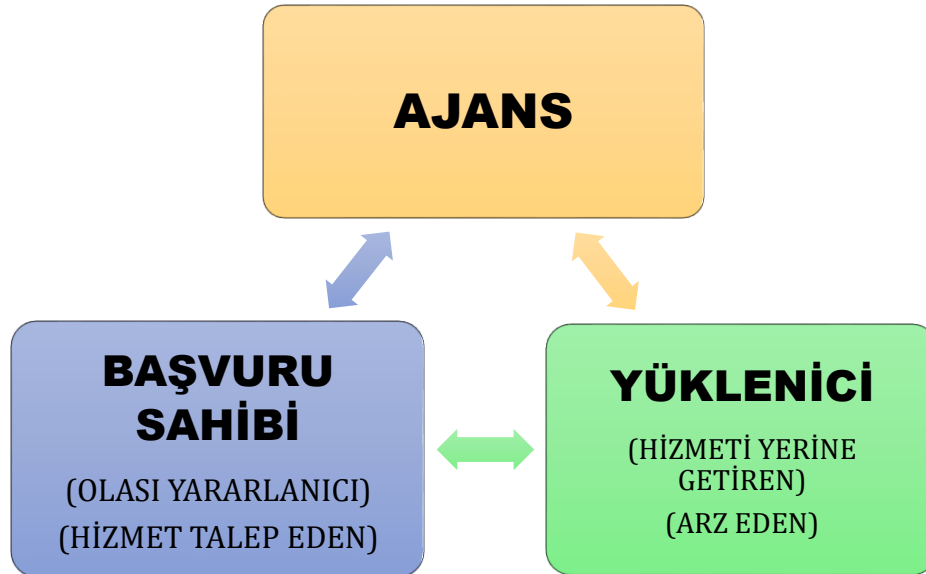 AJANS
BAŞVURU
SAHİBİ
(OLASI YARARLANICI)
(HİZMET TALEP EDEN)
YÜKLENİCİ
(HİZMETİ YERİNE
GETİREN)
(ARZ EDEN)